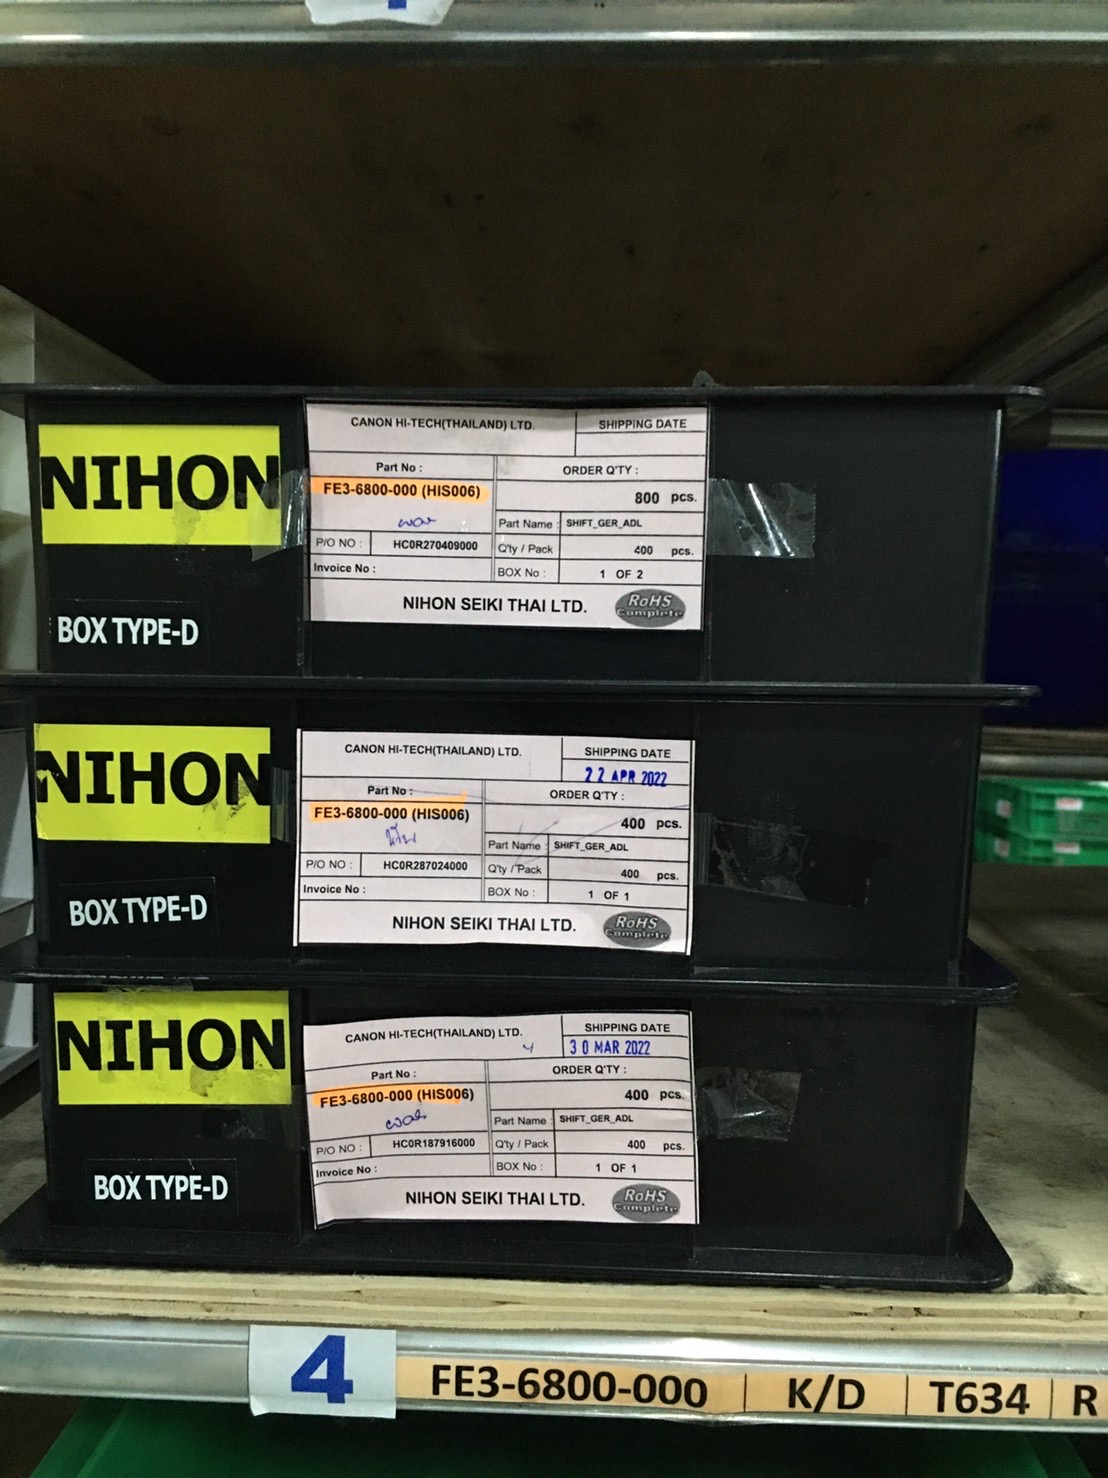 NIHON
BOX TYPE-D
CANON HI-TECH(THAILAND) LTD.
SHIPPING DATE
Part No :
FE3-6800-000 (HIS006)
ORDER Q'TY :
800 pcs.
Part Name : SHIFT_GER_ADL
P/O NO : HC0R270409000
Q'ty / Pack 400 pcs.
Invoice No :
BOX No : 1 OF 2
NIHON SEIKI THAI LTD.
RoHS
Complete
NIHON
BOX TYPE-D
CANON HI-TECH(THAILAND) LTD.
SHIPPING DATE
22 APR 2022
Part No :
FE3-6800-000 (HIS006)
ORDER Q'TY :
400 pcs.
Part Name : SHIFT_GER_ADL
P/O NO : HC0R287024000
Q'ty / Pack 400 pcs.
Invoice No :
BOX No : 1 OF 1
NIHON SEIKI THAI LTD.
RoHS
Complete
NIHON
BOX TYPE-D
CANON HI-TECH(THAILAND) LTD.
SHIPPING DATE
30 MAR 2022
Part No :
FE3-6800-000 (HIS006)
ORDER Q'TY :
400 pcs.
Part Name : SHIFT_GER_ADL
P/O NO : HC0R187916000
Q'ty / Pack 400 pcs.
Invoice No :
BOX No : 1 OF 1
NIHON SEIKI THAI LTD.
RoHS
Complete
4 FE3-6800-000 K/D T634 R